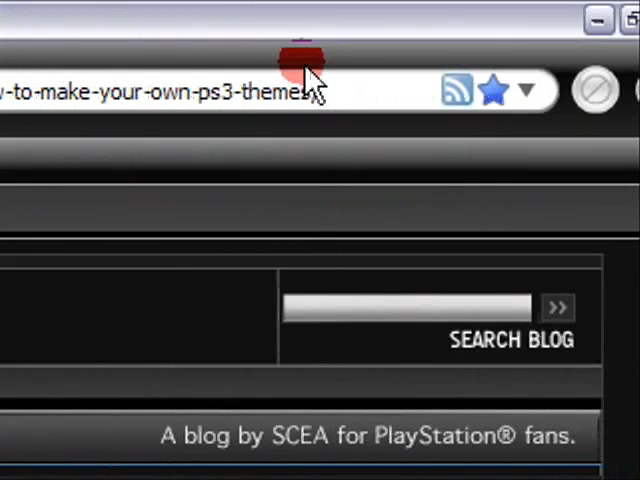 -to-make-your-own-ps3-themes
>>
SEARCH BLOG
A blog by SCEA for PlayStation® fans.